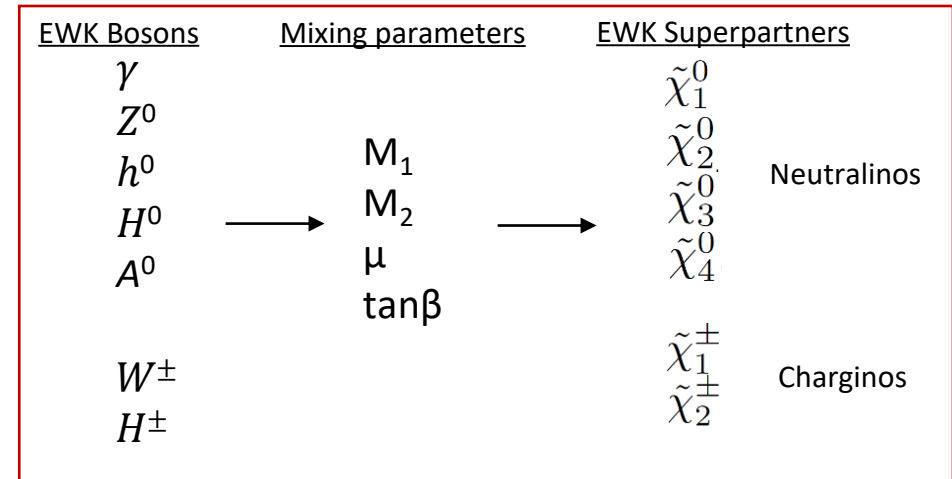 EWK Bosons Mixing parameters EWK Superpartners
γ
Z⁰
h⁰
H⁰
A⁰
W±
H±
M₁
M₂
μ
tanβ
χ̃₁⁰
χ̃₂⁰
χ̃₃⁰
χ̃₄⁰
Neutralinos
χ̃₁±
χ̃₂±
Charginos